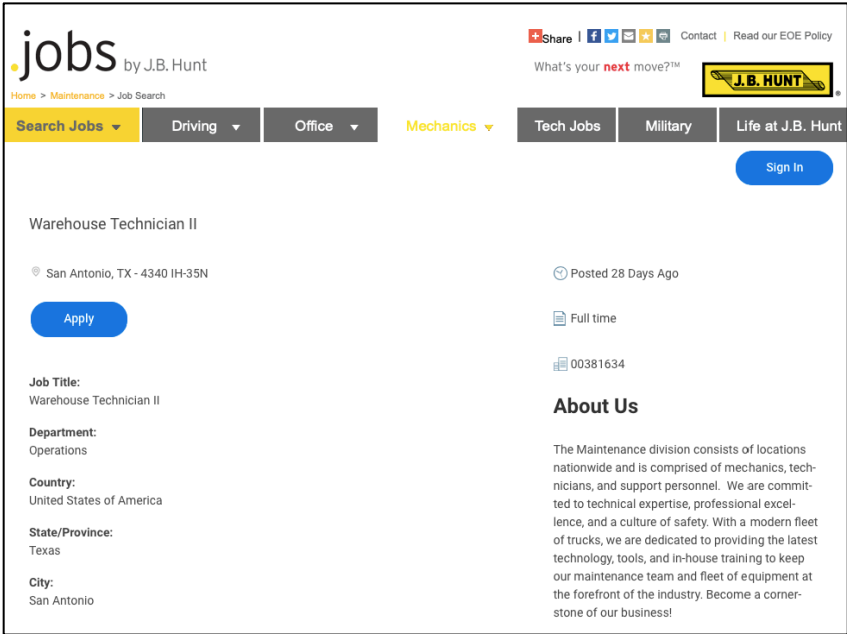 Share | Contact | Read our EOE Policy
.jobs by J.B. Hunt
What's your next move?™
J.B. HUNT ®
Home > Maintenance > Job Search
Search Jobs Driving Office Mechanics Tech Jobs Military Life at J.B. Hunt
Sign In
Warehouse Technician II
San Antonio, TX - 4340 IH-35N
Apply
Job Title:
Warehouse Technician II
Department:
Operations
Country:
United States of America
State/Province:
Texas
City:
San Antonio
Posted 28 Days Ago
Full time
00381634
About Us
The Maintenance division consists of locations
nationwide and is comprised of mechanics, tech-
nicians, and support personnel. We are commit-
ted to technical expertise, professional excel-
lence, and a culture of safety. With a modern fleet
of trucks, we are dedicated to providing the latest
technology, tools, and in-house training to keep
our maintenance team and fleet of equipment at
the forefront of the industry. Become a corner-
stone of our business!